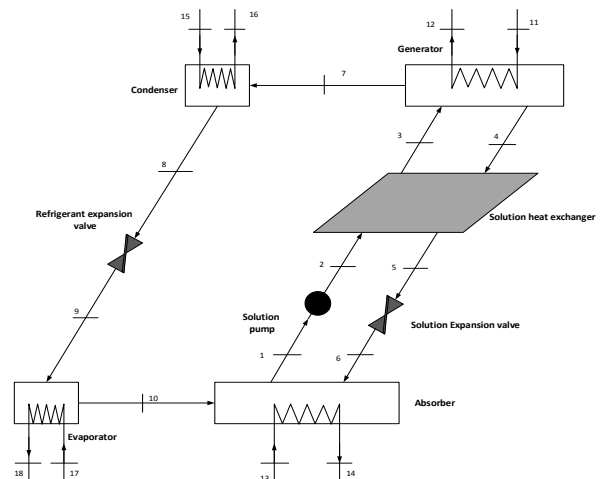 15
16
12
11
Generator
Condenser
7
3
4
8
Refrigerant expansion
valve
Solution heat exchanger
2
5
9
Solution
pump
Solution Expansion valve
1
6
10
Absorber
Evaporator
18
17
13
14